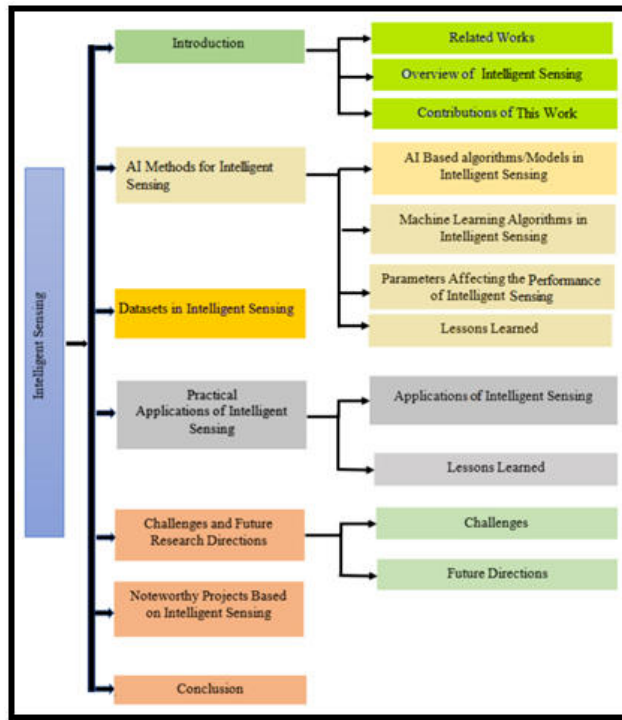 Intelligent Sensing
Introduction
Related Works
Overview of Intelligent Sensing
Contributions of This Work
AI Methods for Intelligent
Sensing
AI Based algorithms/Models in
Intelligent Sensing
Machine Learning Algorithms in
Intelligent Sensing
Parameters Affecting the Performance
of Intelligent Sensing
Lessons Learned
Datasets in Intelligent Sensing
Practical
Applications of Intelligent
Sensing
Applications of Intelligent Sensing
Lessons Learned
Challenges and Future
Research Directions
Challenges
Future Directions
Noteworthy Projects Based
on Intelligent Sensing
Conclusion